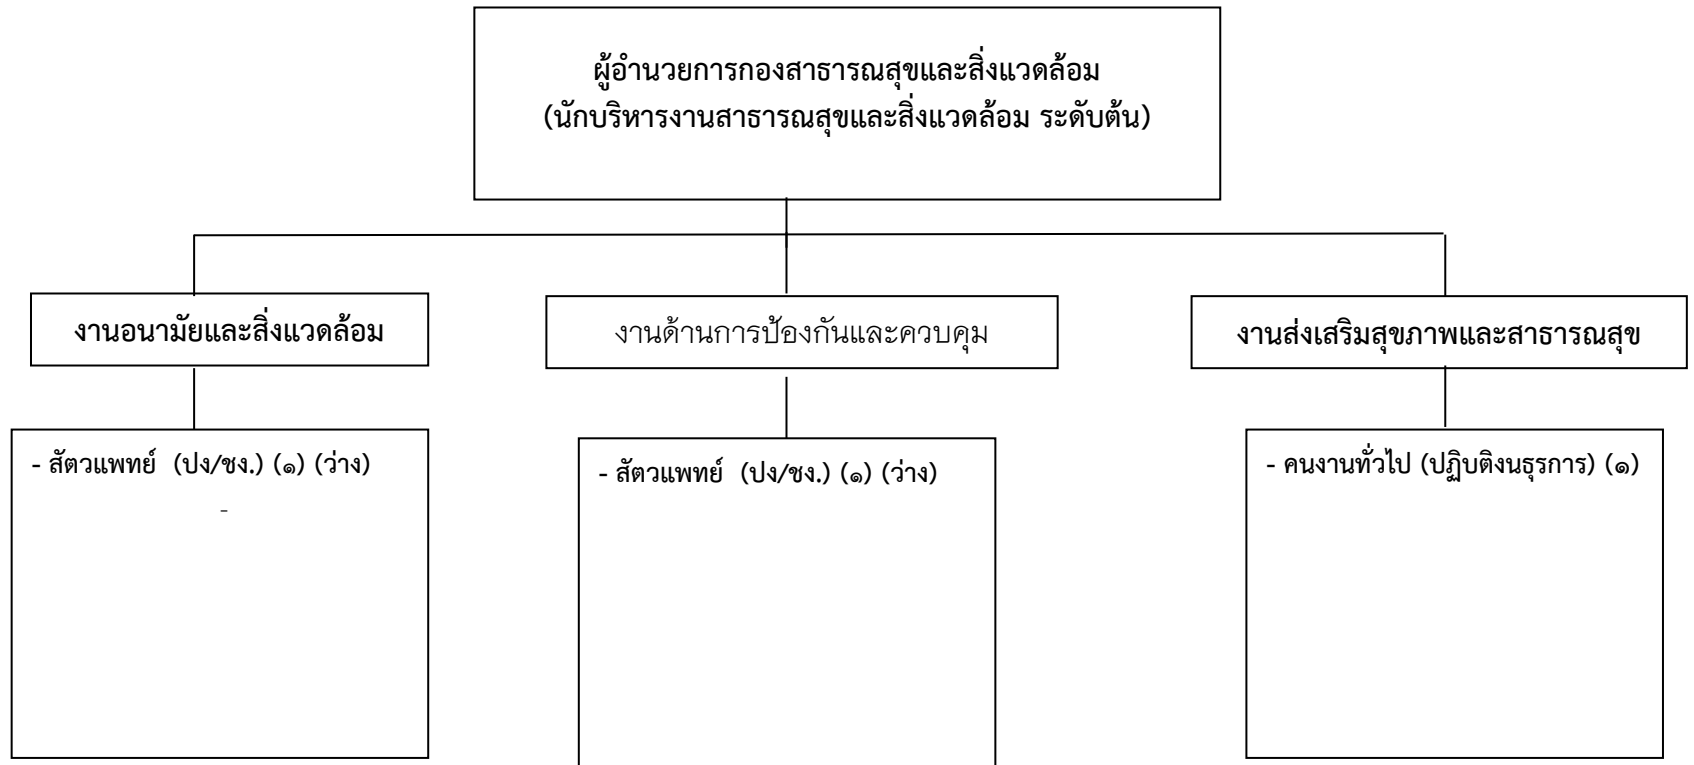 ผู้อำนวยการกองสาธารณสุขและสิ่งแวดล้อม
(นักบริหารงานสาธารณสุขและสิ่งแวดล้อม ระดับต้น)
งานอนามัยและสิ่งแวดล้อม
งานด้านการป้องกันและควบคุม
งานส่งเสริมสุขภาพและสาธารณสุข
- สัตวแพทย์ (ปง/ชง.) (๑) (ว่าง)
-
- สัตวแพทย์ (ปง/ชง.) (๑) (ว่าง)
- คนงานทั่วไป (ปฏิบติงนธุรการ) (๑)